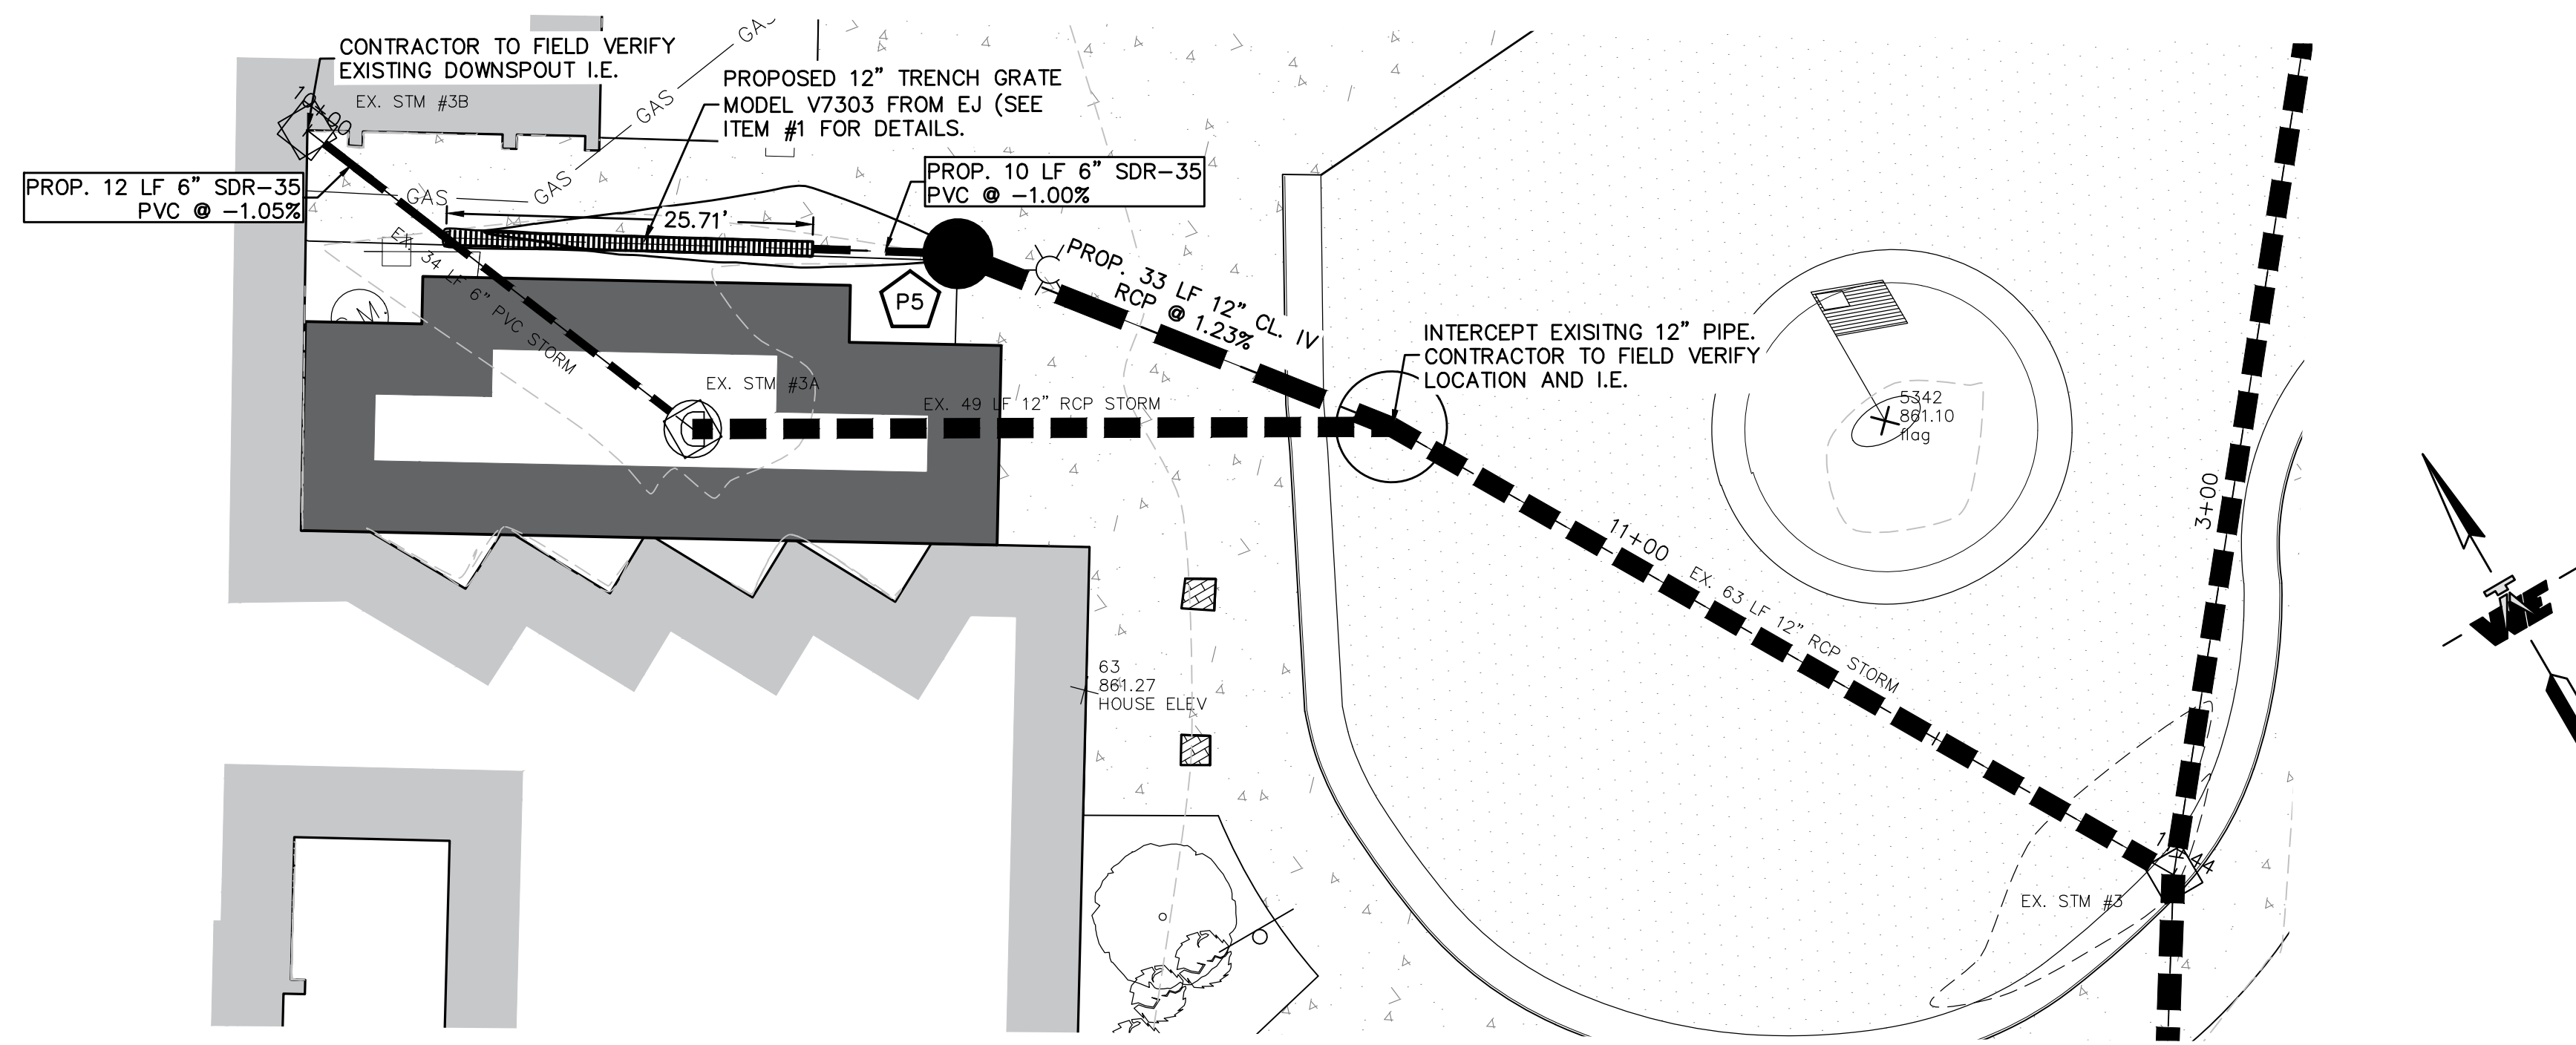 CONTRACTOR TO FIELD VERIFY
EXISTING DOWNSPOUT I.E.
GAS
PROPOSED 12" TRENCH GRATE
MODEL V7303 FROM EJ (SEE
ITEM #1 FOR DETAILS.
EX. STM #3B
10+00
GAS
PROP. 12 LF 6" SDR-35
PVC @ -1.05%
GAS
GAS
PROP. 10 LF 6" SDR-35
PVC @ -1.00%
25.71'
EX. 34 LF 6" PVC STORM
P5
PROP. 33 LF 12" CL. IV
RCP @ 1.23%
INTERCEPT EXISITNG 12" PIPE.
CONTRACTOR TO FIELD VERIFY
LOCATION AND I.E.
EX. STM #3A
EX. 49 LF 12" RCP STORM
5342
861.10
flag
3+00
11+00
EX. 63 LF 12" RCP STORM
63
861.27
HOUSE ELEV
EX. STM #3